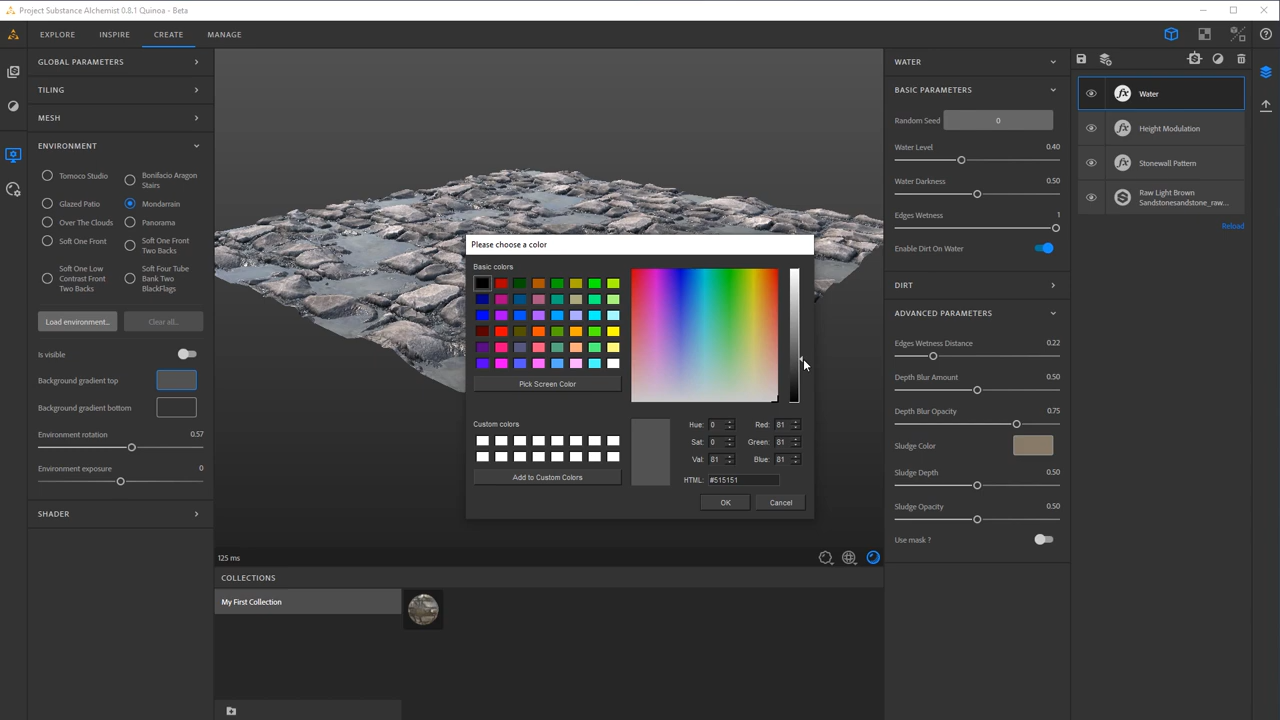 Project Substance Alchemist 0.8.1 Quinoa - Beta
EXPLORE INSPIRE CREATE MANAGE
GLOBAL PARAMETERS
TILING
MESH
ENVIRONMENT
Tomoco Studio
Bonifacio Aragon
Stairs
Glazed Patio
Mondarrain
Over The Clouds
Panorama
Soft One Front
Soft One Front
Two Backs
Soft One Low
Contrast Front
Two Backs
Soft Four Tube
Bank Two
BlackFlags
Load environment...
Clear all...
Is visible
Background gradient top
Background gradient bottom
Environment rotation 0.57
Environment exposure 0
SHADER
Please choose a color
Basic colors
Pick Screen Color
Custom colors
Add to Custom Colors
Hue: 0
Red: 81
Sat: 0
Green: 81
Val: 81
Blue: 81
HTML: #515151
OK
Cancel
125 ms
COLLECTIONS
My First Collection
WATER
BASIC PARAMETERS
Random Seed 0
Water Level 0.40
Water Darkness 0.50
Edges Wetness 1
Enable Dirt On Water
DIRT
ADVANCED PARAMETERS
Edges Wetness Distance 0.22
Depth Blur Amount 0.50
Depth Blur Opacity 0.75
Sludge Color
Sludge Depth 0.50
Sludge Opacity 0.50
Use mask ?
fx Water
fx Height Modulation
fx Stonewall Pattern
Raw Light Brown
Sandstonesandstone_raw...
Reload